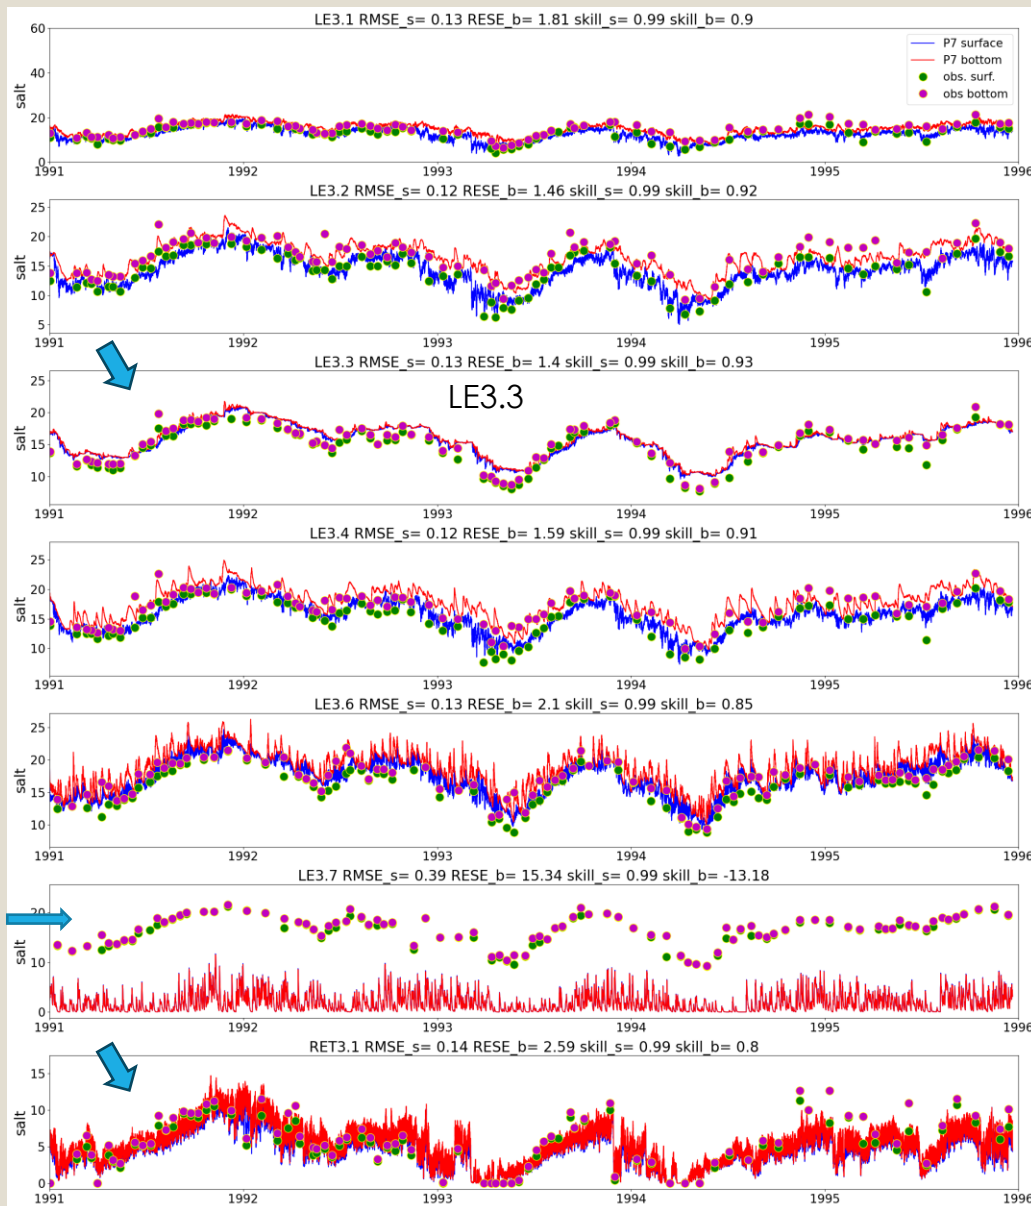 LE3.1 RMSE_s= 0.13 RESE_b= 1.81 skill_s= 0.99 skill_b= 0.9
60
40
20
0
salt
P7 surface
P7 bottom
obs. surf.
obs bottom
1991 1992 1993 1994 1995 1996
LE3.2 RMSE_s= 0.12 RESE_b= 1.46 skill_s= 0.99 skill_b= 0.92
25
20
15
10
5
salt
1991 1992 1993 1994 1995 1996
LE3.3 RMSE_s= 0.13 RESE_b= 1.4 skill_s= 0.99 skill_b= 0.93
LE3.3
25
20
15
10
salt
1991 1992 1993 1994 1995 1996
LE3.4 RMSE_s= 0.12 RESE_b= 1.59 skill_s= 0.99 skill_b= 0.91
25
20
15
10
salt
1991 1992 1993 1994 1995 1996
LE3.6 RMSE_s= 0.13 RESE_b= 2.1 skill_s= 0.99 skill_b= 0.85
25
20
15
10
salt
1991 1992 1993 1994 1995 1996
LE3.7 RMSE_s= 0.39 RESE_b= 15.34 skill_s= 0.99 skill_b= -13.18
20
10
0
salt
1991 1992 1993 1994 1995 1996
RET3.1 RMSE_s= 0.14 RESE_b= 2.59 skill_s= 0.99 skill_b= 0.8
15
10
5
0
salt
1991 1992 1993 1994 1995 1996